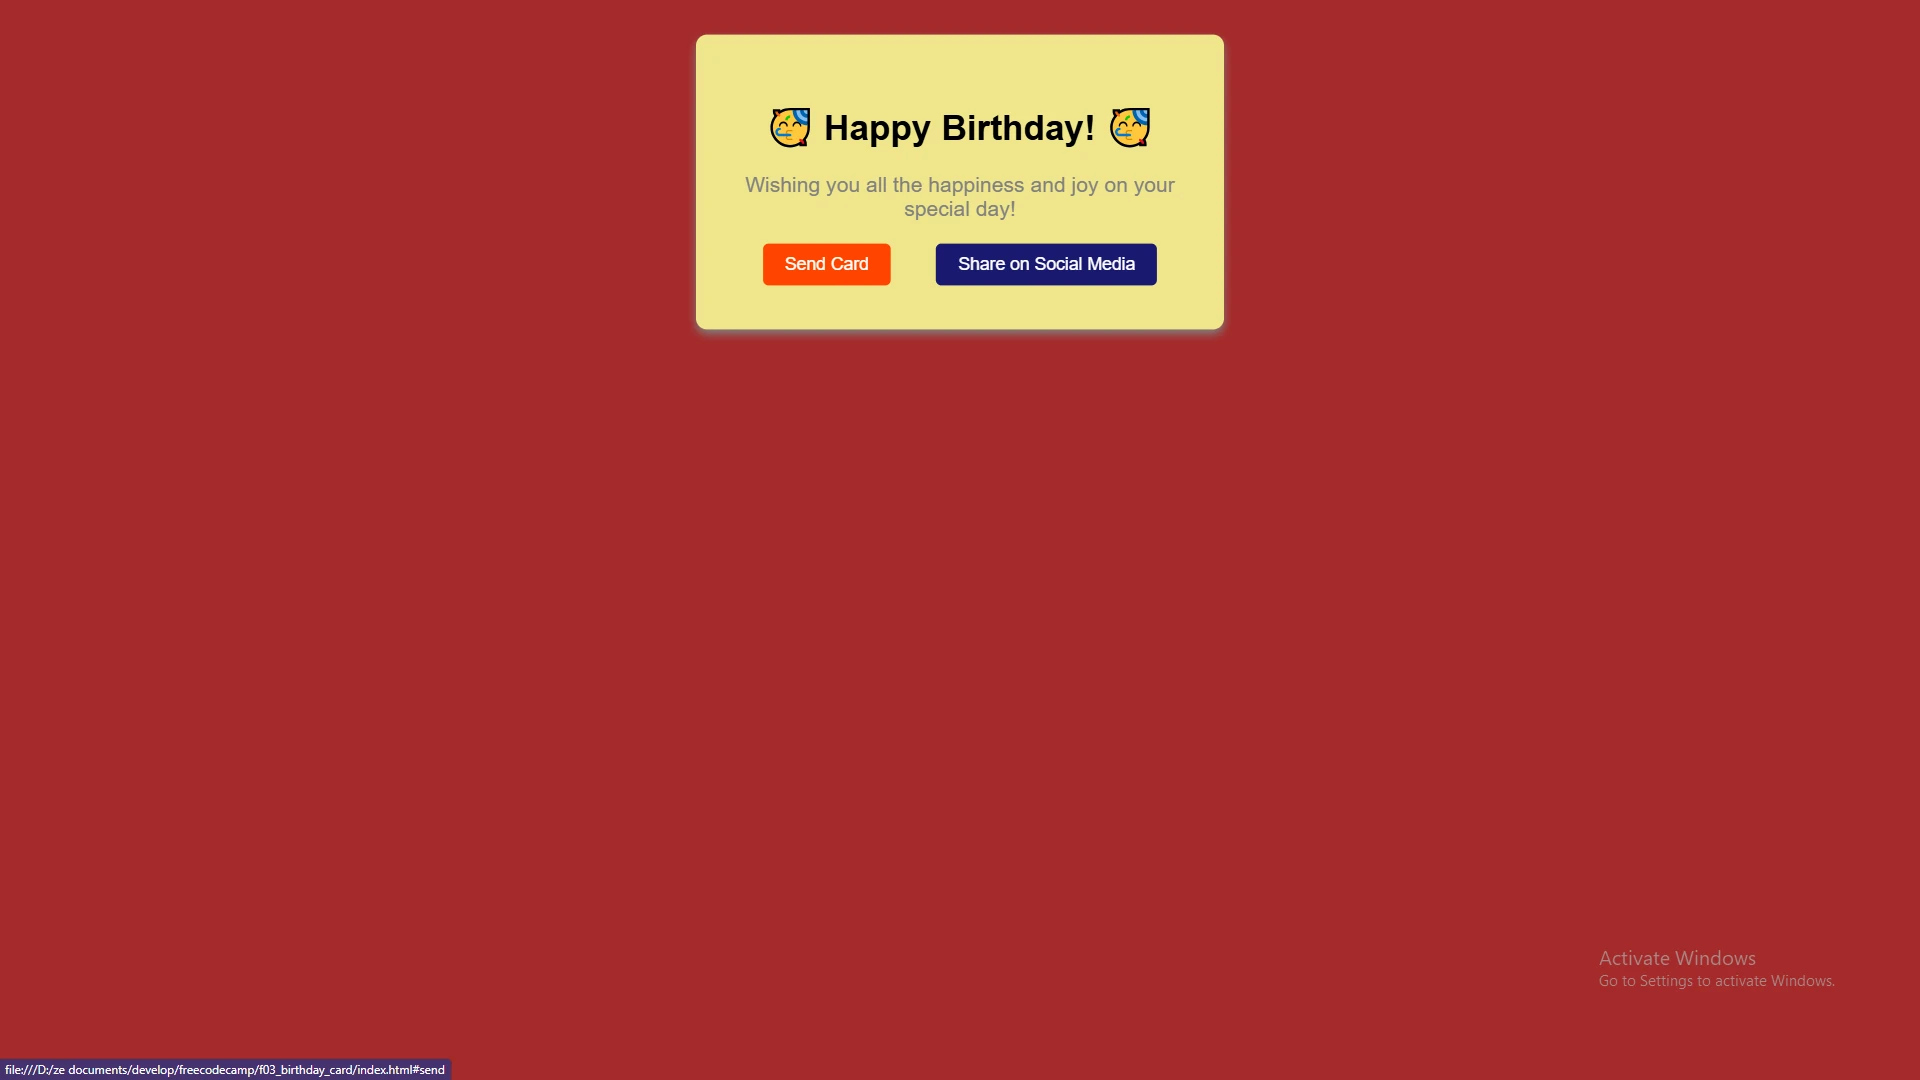 🥳 Happy Birthday! 🥳
Wishing you all the happiness and joy on your
special day!
Send Card
Share on Social Media
Activate Windows
Go to Settings to activate Windows.
file:///D:/ze documents/develop/freecodecamp/f03_birthday_card/index.html#send